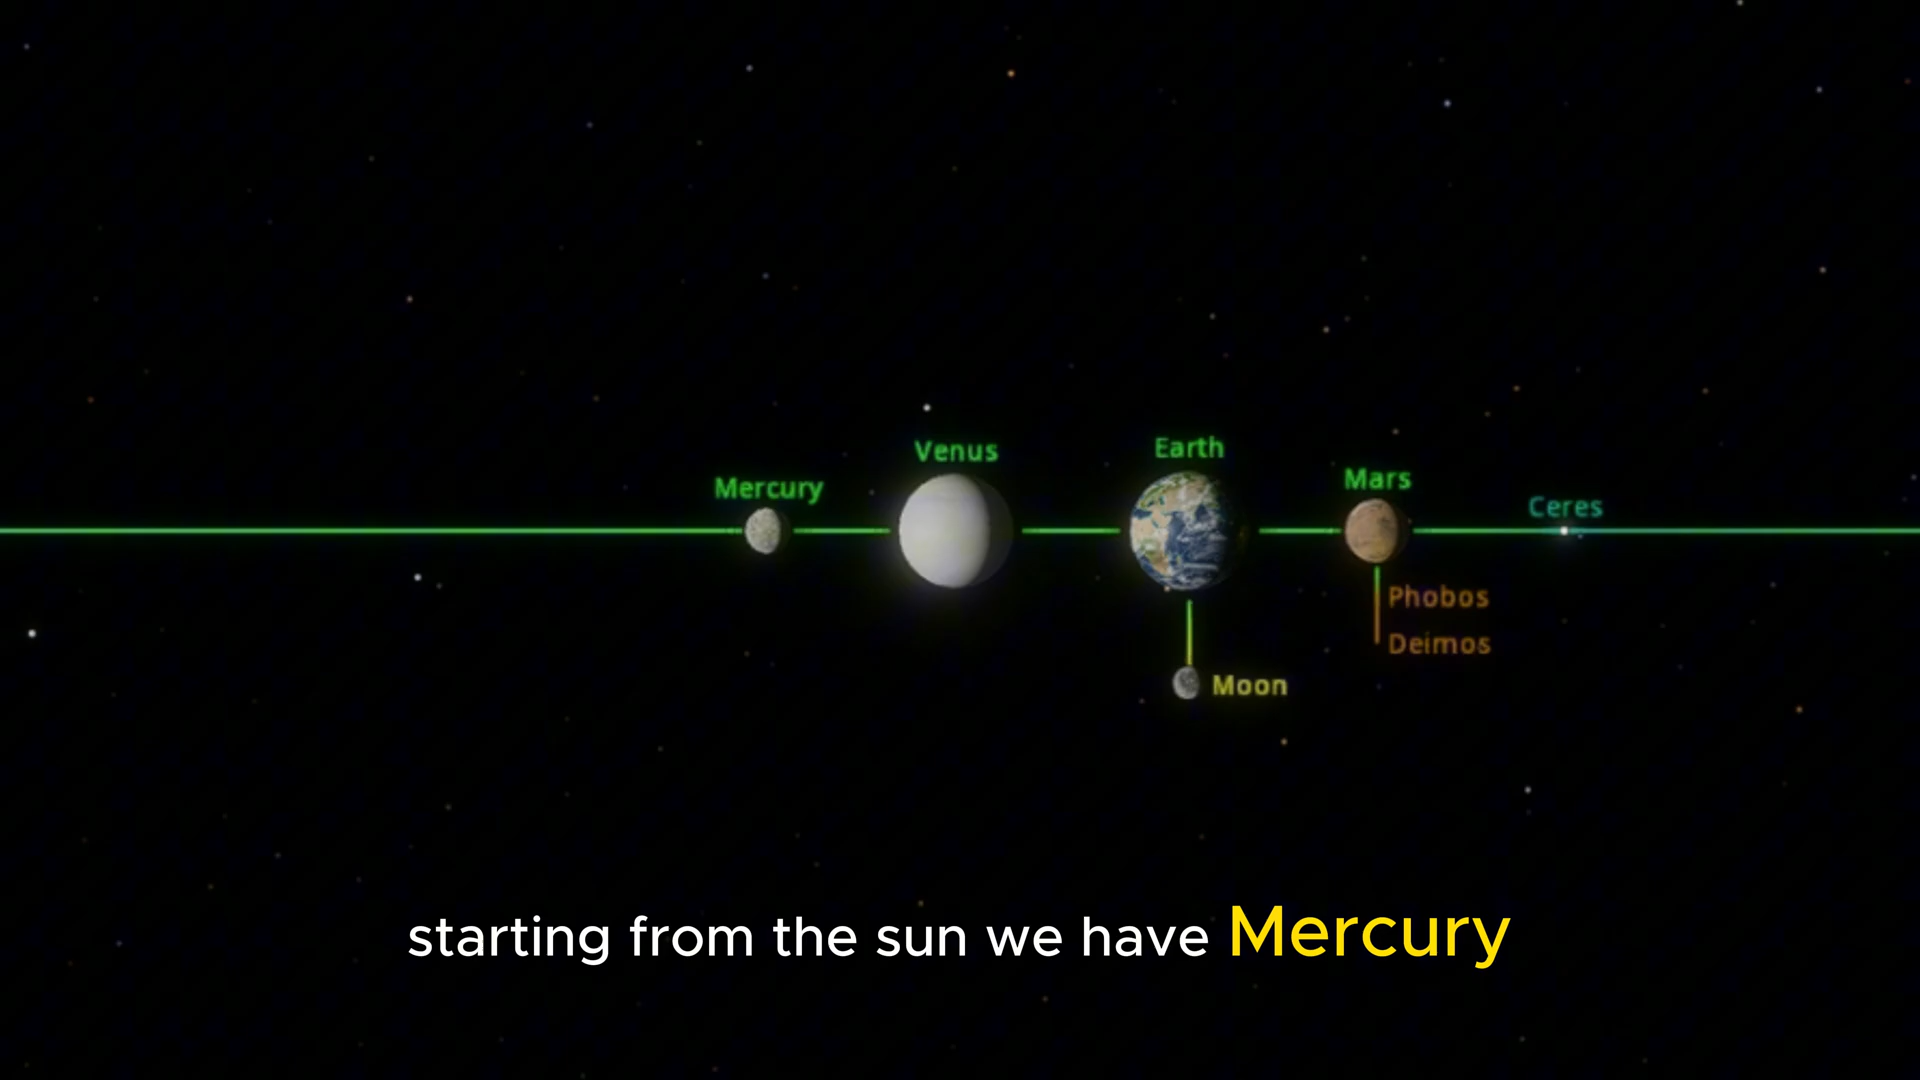 Mercury
Venus
Earth
Mars
Ceres
Phobos
Deimos
Moon
starting from the sun we have Mercury